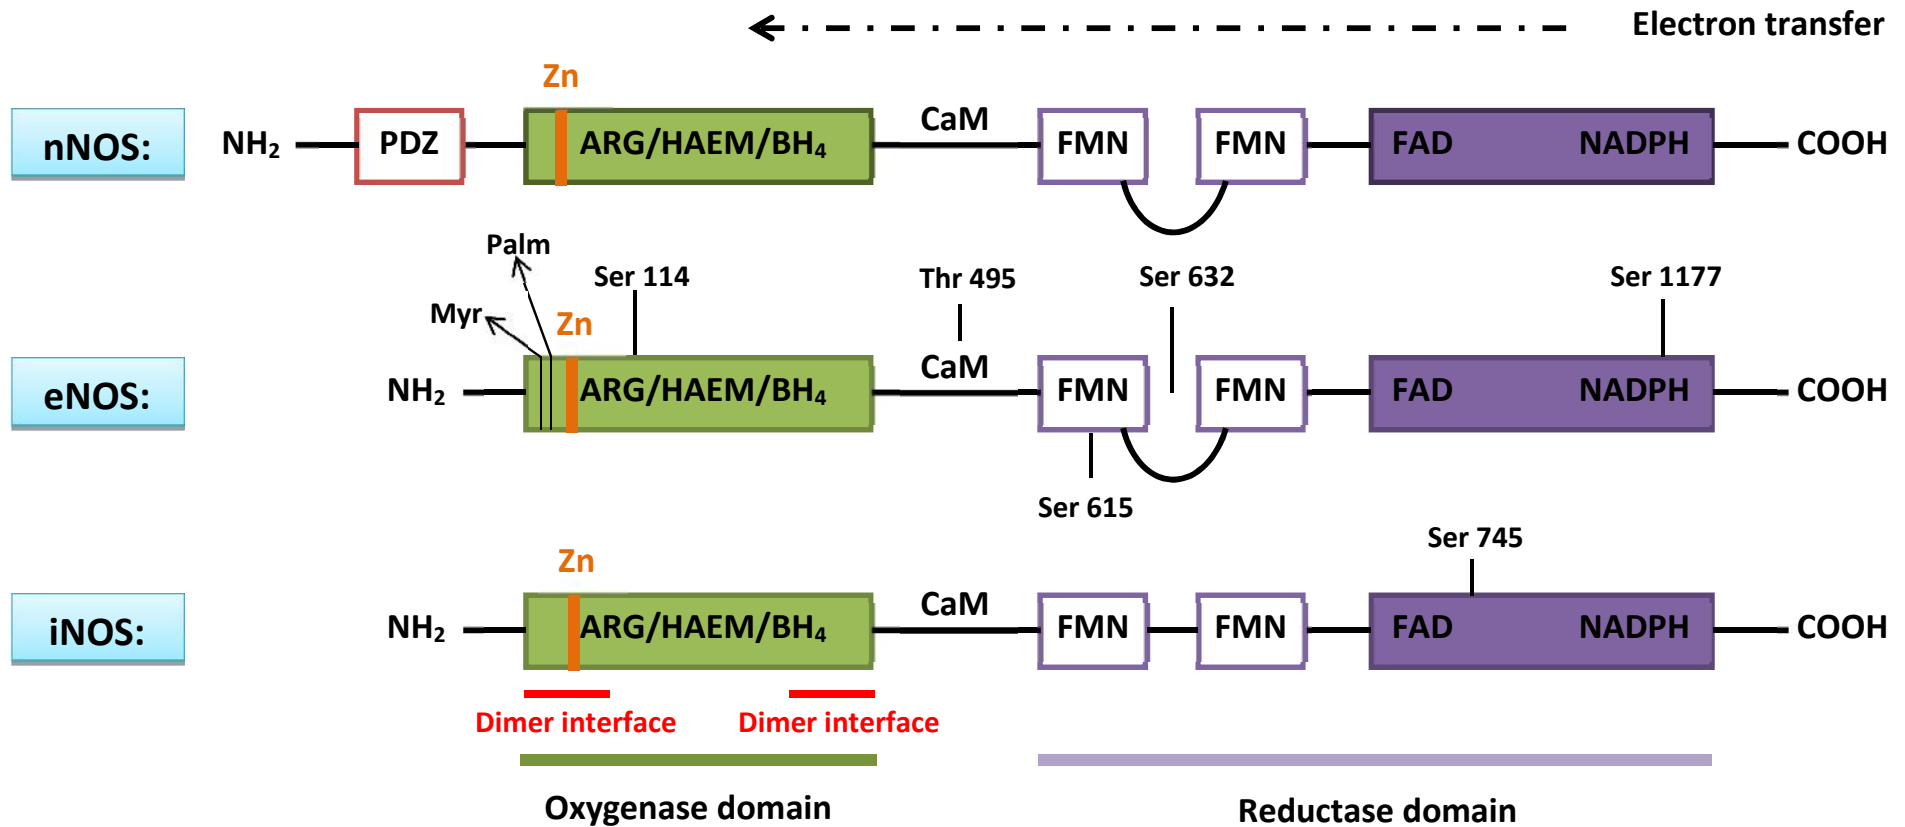 Electron transfer
Zn
nNOS: NH₂ PDZ ARG/HAEM/BH₄ CaM FMN FMN FAD NADPH COOH
Palm
Myr
Zn
Ser 114
Thr 495
Ser 632
Ser 1177
eNOS: NH₂ ARG/HAEM/BH₄ CaM FMN FMN FAD NADPH COOH
Ser 615
Ser 745
Zn
iNOS: NH₂ ARG/HAEM/BH₄ CaM FMN FMN FAD NADPH COOH
Dimer interface
Dimer interface
Oxygenase domain
Reductase domain